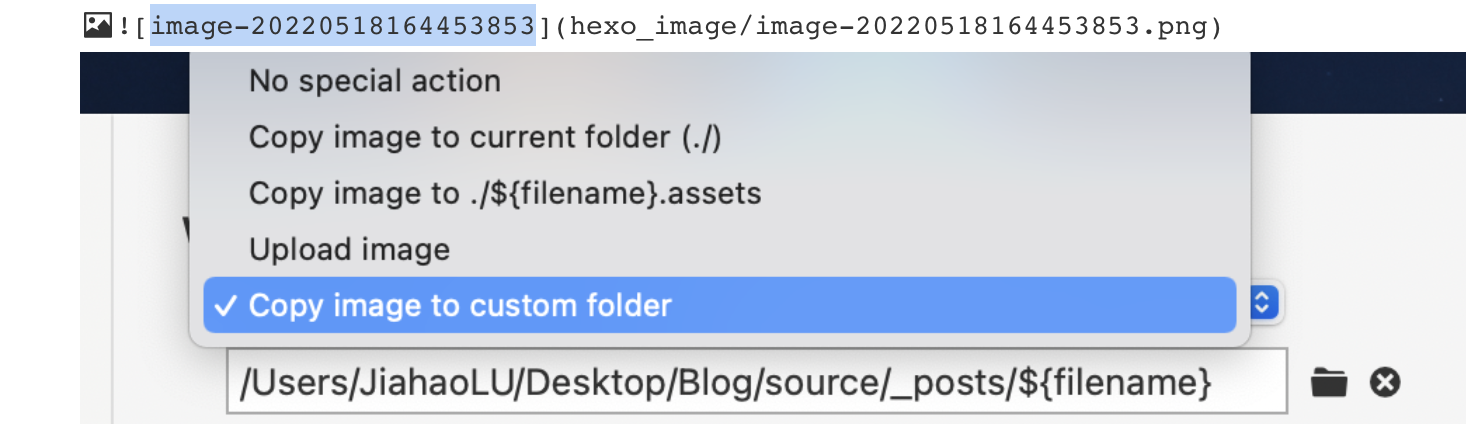 ![image-20220518164453853](hexo_image/image-20220518164453853.png)
No special action
Copy image to current folder (./)
Copy image to ./${filename}.assets
Upload image
✓ Copy image to custom folder
/Users/JiahaoLU/Desktop/Blog/source/_posts/${filename}